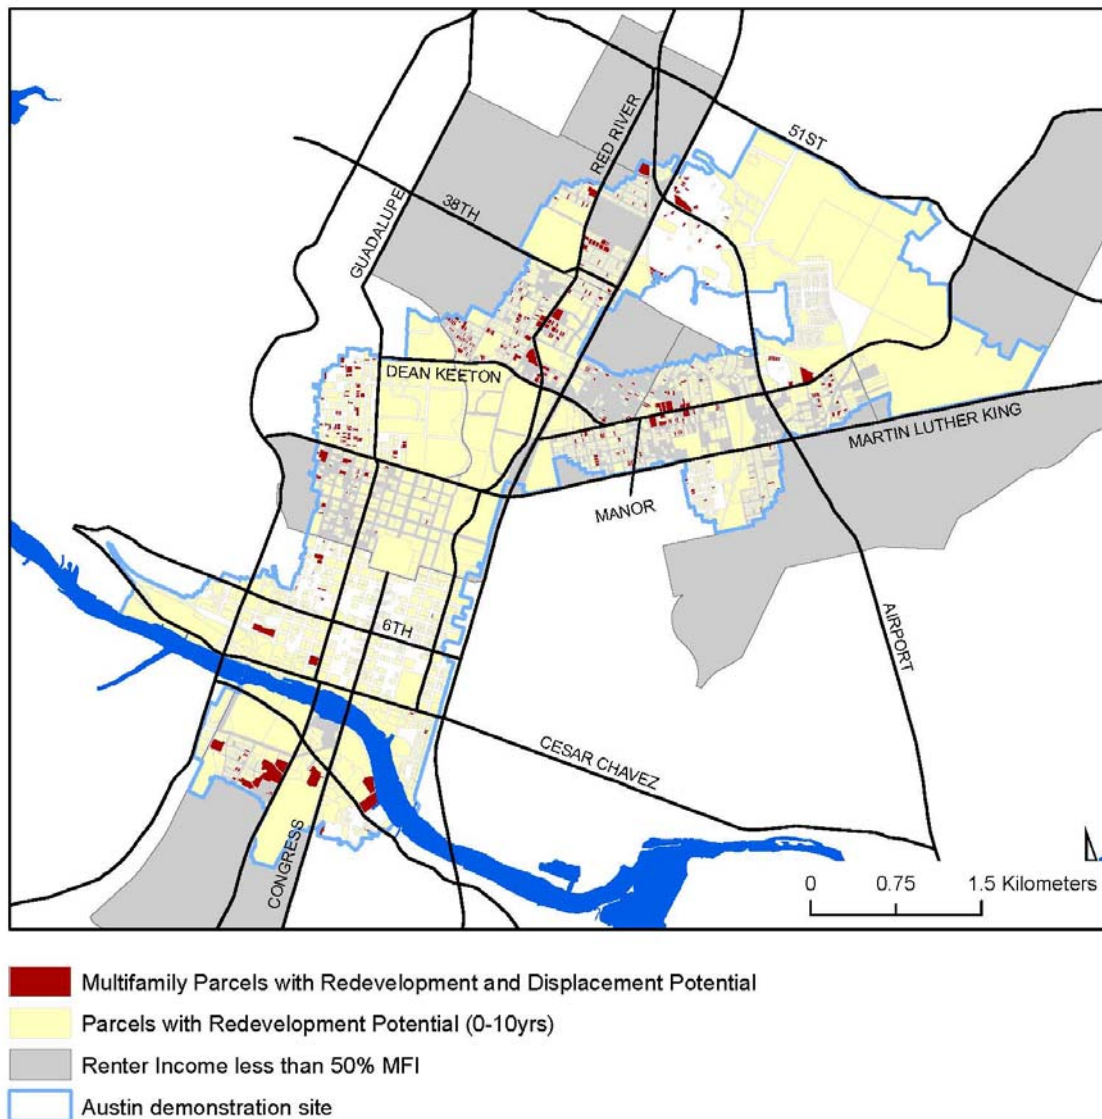 51ST
RED RIVER
38TH
GUADALUPE
DEAN KEETON
MARTIN LUTHER KING
MANOR
AIRPORT
6TH
CESAR CHAVEZ
CONGRESS
0 0.75 1.5 Kilometers
Multifamily Parcels with Redevelopment and Displacement Potential
Parcels with Redevelopment Potential (0-10yrs)
Renter Income less than 50% MFI
Austin demonstration site